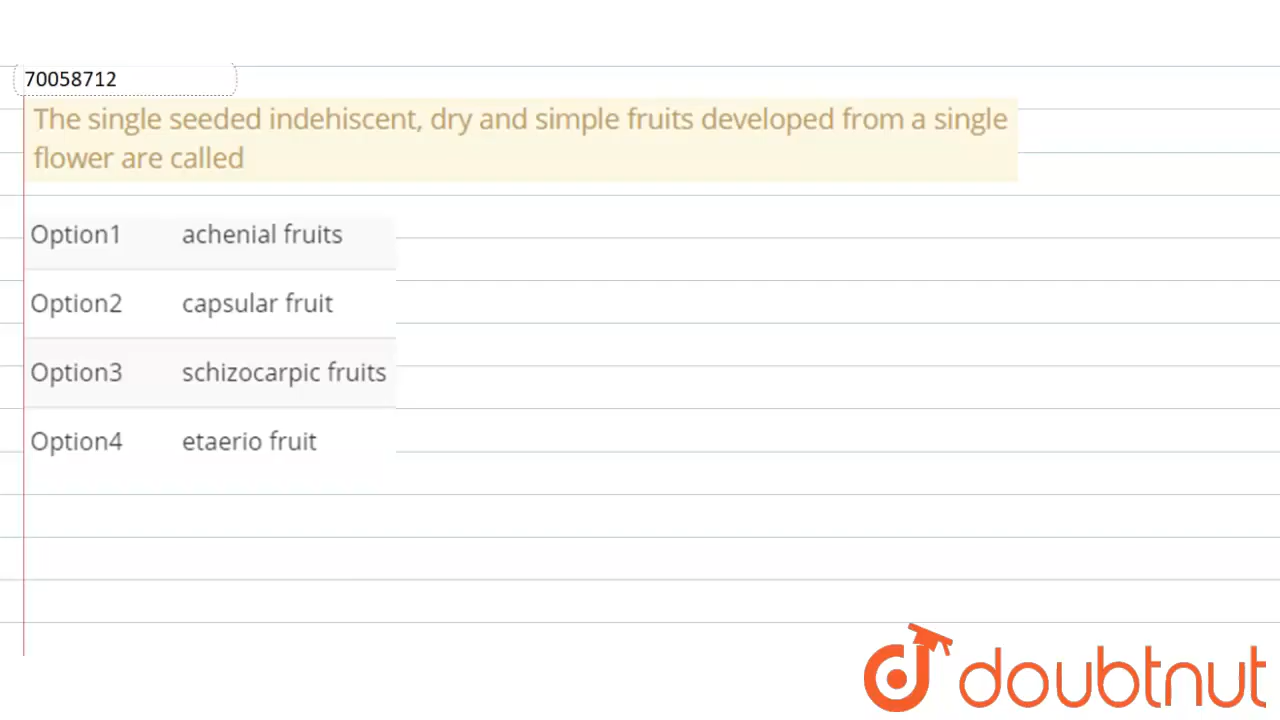 70058712
The single seeded indehiscent, dry and simple fruits developed from a single
flower are called
Option1 achenial fruits
Option2 capsular fruit
Option3 schizocarpic fruits
Option4 etaerio fruit
doubtnut